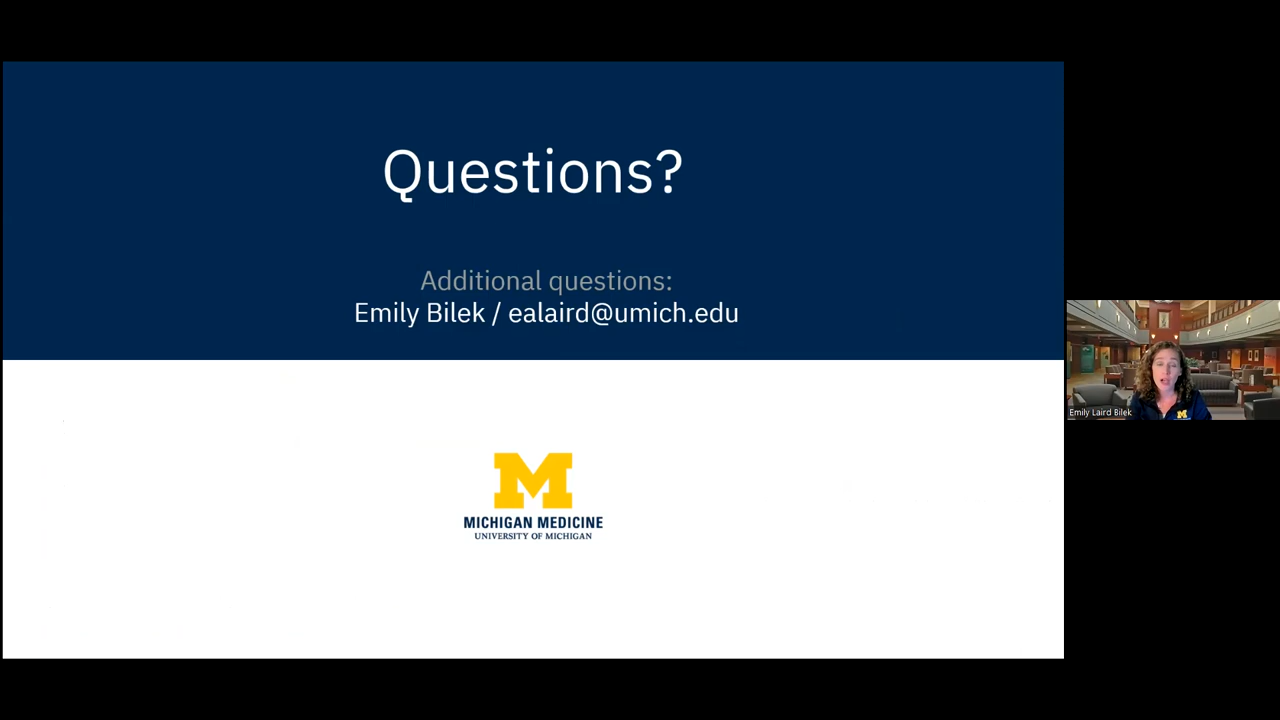 Questions?
Additional questions:
Emily Bilek / ealaird@umich.edu
M
MICHIGAN MEDICINE
UNIVERSITY OF MICHIGAN
Emily Laird Bilek
M